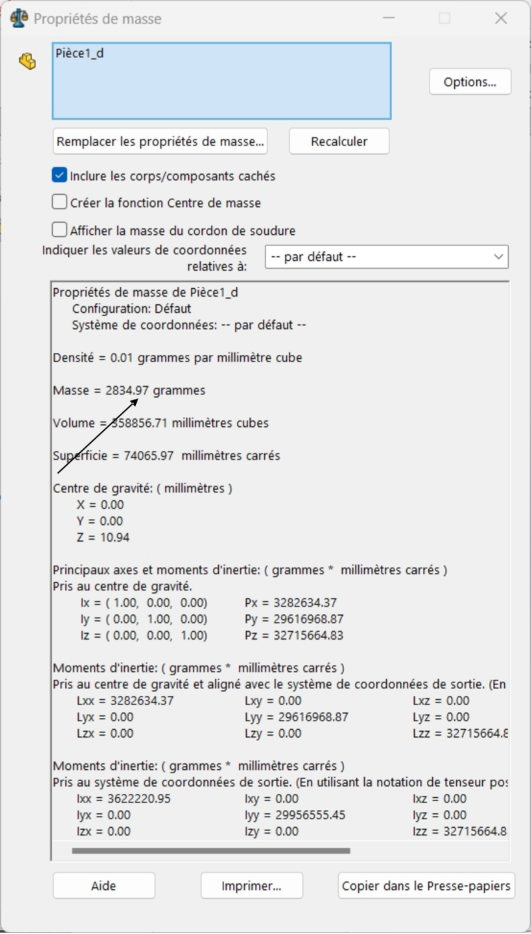 Propriétés de masse
Pièce1_d
Options...
Remplacer les propriétés de masse...
Recalculer
Inclure les corps/composants cachés
Créer la fonction Centre de masse
Afficher la masse du cordon de soudure
Indiquer les valeurs de coordonnées
relatives à:
-- par défaut --
Propriétés de masse de Pièce1_d
Configuration: Défaut
Système de coordonnées: -- par défaut --
Densité = 0.01 grammes par millimètre cube
Masse = 2834.97 grammes
Volume = 358856.71 millimètres cubes
Superficie = 74065.97 millimètres carrés
Centre de gravité: ( millimètres )
X = 0.00
Y = 0.00
Z = 10.94
Principaux axes et moments d'inertie: ( grammes * millimètres carrés )
Pris au centre de gravité.
Ix = ( 1.00, 0.00, 0.00) Px = 3282634.37
Iy = ( 0.00, 1.00, 0.00) Py = 29616968.87
Iz = ( 0.00, 0.00, 1.00) Pz = 32715664.83
Moments d'inertie: ( grammes * millimètres carrés )
Pris au centre de gravité et aligné avec le système de coordonnées de sortie. (En
Lxx = 3282634.37 Lxy = 0.00 Lxz = 0.00
Lyx = 0.00 Lyy = 29616968.87 Lyz = 0.00
Lzx = 0.00 Lzy = 0.00 Lzz = 32715664.8
Moments d'inertie: ( grammes * millimètres carrés )
Pris au système de coordonnées de sortie. (En utilisant la notation de tenseur pos
Ixx = 3622220.95 Ixy = 0.00 Ixz = 0.00
Iyx = 0.00 Iyy = 29956555.45 Iyz = 0.00
Izx = 0.00 Izy = 0.00 Izz = 32715664.8
Aide
Imprimer...
Copier dans le Presse-papiers